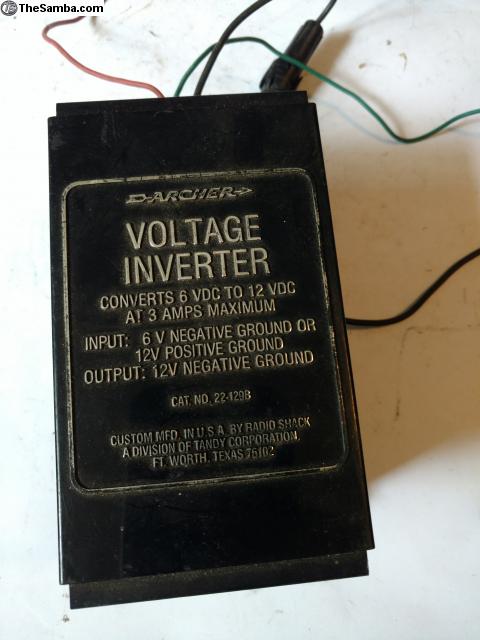 TheSamba.com
ARCHER
VOLTAGE
INVERTER
CONVERTS 6 VDC TO 12 VDC
AT 3 AMPS MAXIMUM
INPUT: 6 V NEGATIVE GROUND OR
12V POSITIVE GROUND
OUTPUT: 12V NEGATIVE GROUND
CAT. NO. 22-129B
CUSTOM MFD. IN U.S.A. BY RADIO SHACK
A DIVISION OF TANDY CORPORATION
FT. WORTH, TEXAS 76102